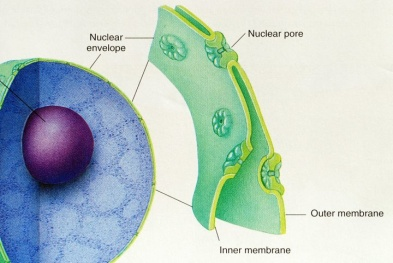 Nuclear
envelope
Nuclear pore
Outer membrane
Inner membrane